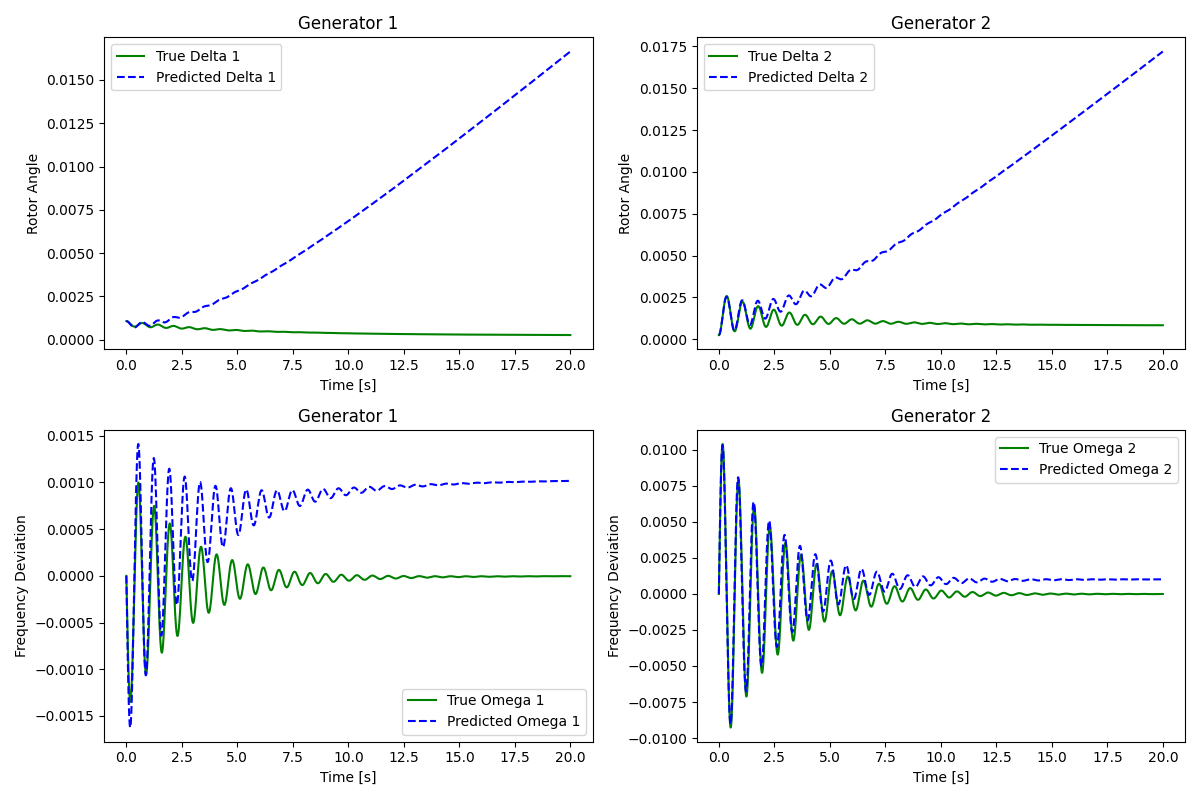 Generator 1
True Delta 1
Predicted Delta 1
0.0150
0.0125
0.0100
0.0075
0.0050
0.0025
0.0000
Rotor Angle
0.0 2.5 5.0 7.5 10.0 12.5 15.0 17.5 20.0
Time [s]
Generator 2
True Delta 2
Predicted Delta 2
0.0175
0.0150
0.0125
0.0100
0.0075
0.0050
0.0025
0.0000
Rotor Angle
0.0 2.5 5.0 7.5 10.0 12.5 15.0 17.5 20.0
Time [s]
Generator 1
0.0015
0.0010
0.0005
0.0000
−0.0005
−0.0010
−0.0015
Frequency Deviation
True Omega 1
Predicted Omega 1
0.0 2.5 5.0 7.5 10.0 12.5 15.0 17.5 20.0
Time [s]
Generator 2
True Omega 2
Predicted Omega 2
0.0100
0.0075
0.0050
0.0025
0.0000
−0.0025
−0.0050
−0.0075
−0.0100
Frequency Deviation
0.0 2.5 5.0 7.5 10.0 12.5 15.0 17.5 20.0
Time [s]